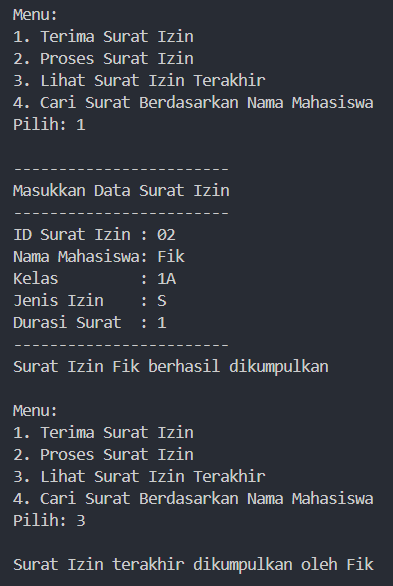 Menu:
1. Terima Surat Izin
2. Proses Surat Izin
3. Lihat Surat Izin Terakhir
4. Cari Surat Berdasarkan Nama Mahasiswa
Pilih: 1

------------------------
Masukkan Data Surat Izin
------------------------
ID Surat Izin : 02
Nama Mahasiswa: Fik
Kelas         : 1A
Jenis Izin    : S
Durasi Surat  : 1
------------------------
Surat Izin Fik berhasil dikumpulkan

Menu:
1. Terima Surat Izin
2. Proses Surat Izin
3. Lihat Surat Izin Terakhir
4. Cari Surat Berdasarkan Nama Mahasiswa
Pilih: 3

Surat Izin terakhir dikumpulkan oleh Fik